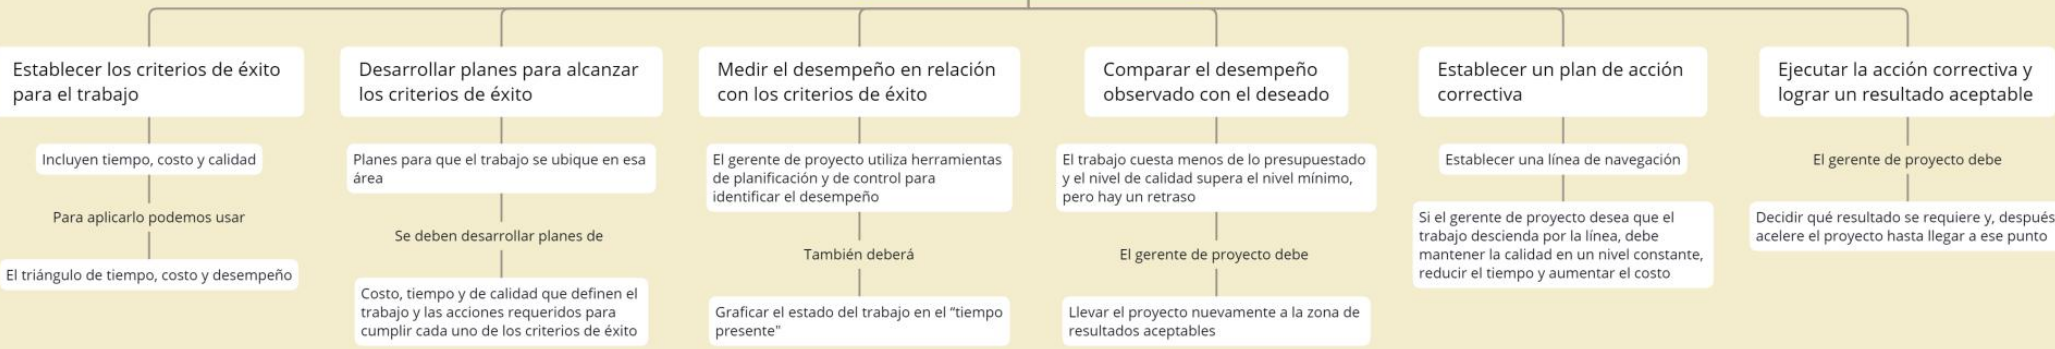 Establecer los criterios de éxito
para el trabajo
Incluyen tiempo, costo y calidad
Para aplicarlo podemos usar
El triángulo de tiempo, costo y desempeño
Desarrollar planes para alcanzar
los criterios de éxito
Planes para que el trabajo se ubique en esa
área
Se deben desarrollar planes de
Costo, tiempo y de calidad que definen el
trabajo y las acciones requeridos para
cumplir cada uno de los criterios de éxito
Medir el desempeño en relación
con los criterios de éxito
El gerente de proyecto utiliza herramientas
de planificación y de control para
identificar el desempeño
También deberá
Graficar el estado del trabajo en el “tiempo
presente"
Comparar el desempeño
observado con el deseado
El trabajo cuesta menos de lo presupuestado
y el nivel de calidad supera el nivel mínimo,
pero hay un retraso
El gerente de proyecto debe
Llevar el proyecto nuevamente a la zona de
resultados aceptables
Establecer un plan de acción
correctiva
Establecer una línea de navegación
Si el gerente de proyecto desea que el
trabajo descienda por la línea, debe
mantener la calidad en un nivel constante,
reducir el tiempo y aumentar el costo
Ejecutar la acción correctiva y
lograr un resultado aceptable
El gerente de proyecto debe
Decidir qué resultado se requiere y, después
acelere el proyecto hasta llegar a ese punto